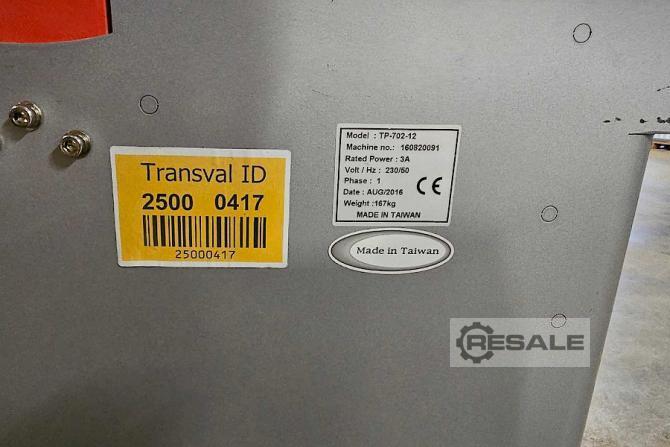 Transval ID
2500 0417
25000417
Model : TP-702-12
Machine no.: 160820091
Rated Power : 3A
Volt / Hz : 230/50
Phase : 1
Date : AUG/2016
Weight :167kg
CE
MADE IN TAIWAN
Made in Taiwan
RESALE